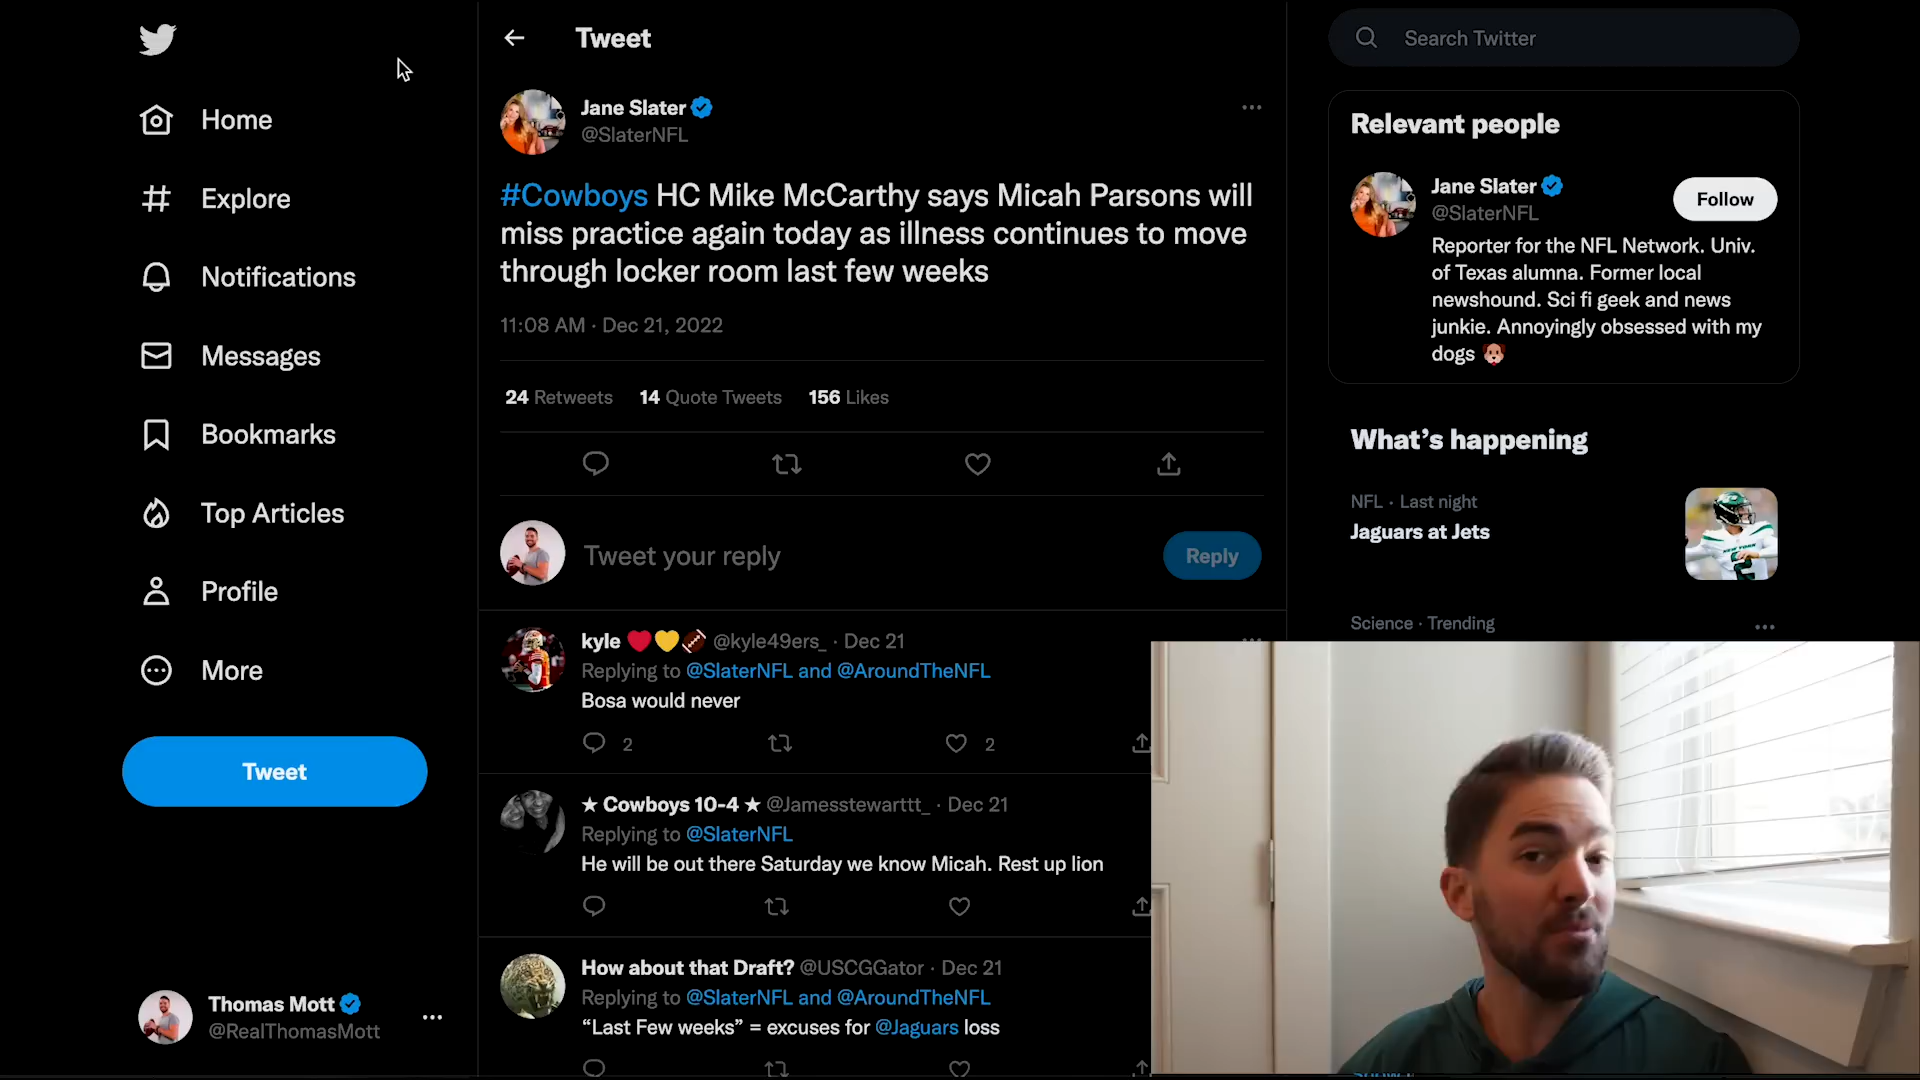 Home
Explore
Notifications
Messages
Bookmarks
Top Articles
Profile
More
Tweet
Thomas Mott
@RealThomasMott
Tweet
Jane Slater
@SlaterNFL
#Cowboys HC Mike McCarthy says Micah Parsons will
miss practice again today as illness continues to move
through locker room last few weeks
11:08 AM · Dec 21, 2022
24 Retweets 14 Quote Tweets 156 Likes
Tweet your reply
Reply
kyle ❤️💛🏈 @kyle49ers_ · Dec 21
Replying to @SlaterNFL and @AroundTheNFL
Bosa would never
2 2
★ Cowboys 10-4 ★ @Jamesstewarttt_ · Dec 21
Replying to @SlaterNFL
He will be out there Saturday we know Micah. Rest up lion
How about that Draft? @USCGGator · Dec 21
Replying to @SlaterNFL and @AroundTheNFL
“Last Few weeks” = excuses for @Jaguars loss
Search Twitter
Relevant people
Jane Slater
@SlaterNFL
Follow
Reporter for the NFL Network. Univ.
of Texas alumna. Former local
newshound. Sci fi geek and news
junkie. Annoyingly obsessed with my
dogs 🐶
What’s happening
NFL · Last night
Jaguars at Jets
Science · Trending